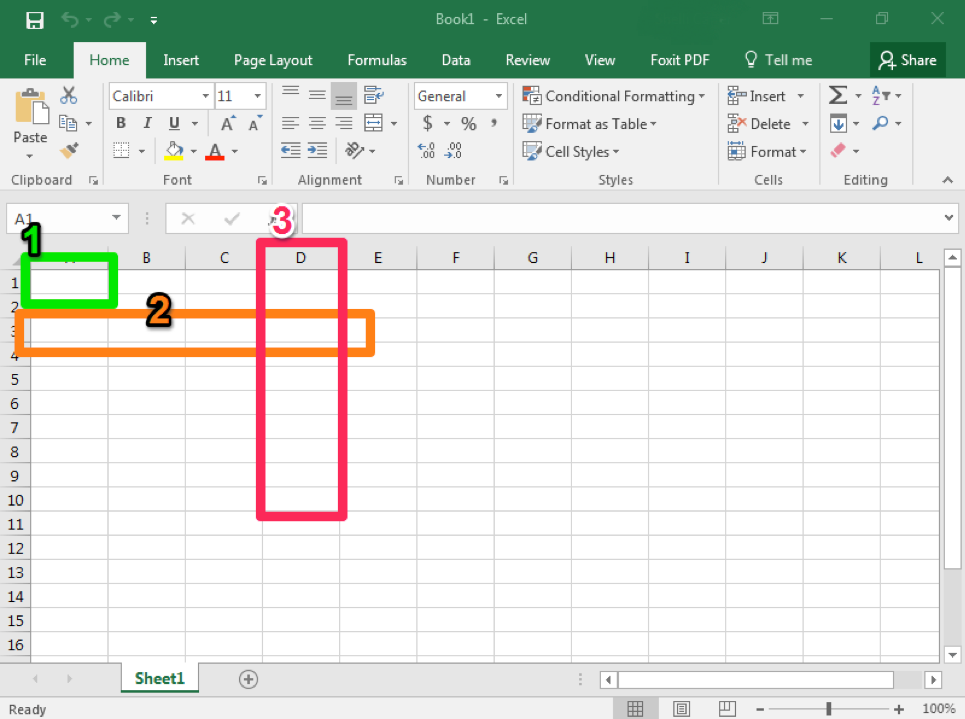 Book1 - Excel
File Home Insert Page Layout Formulas Data Review View Foxit PDF Tell me Share
Calibri 11 General Conditional Formatting Insert
Paste B I U A A $ % , Format as Table Delete
A .00 .00 Cell Styles Format
Clipboard Font Alignment Number Styles Cells Editing
A1 3
1
B C D E F G H I J K L
1
2 2
3
4
5
6
7
8
9
10
11
12
13
14
15
16
Sheet1
Ready 100%